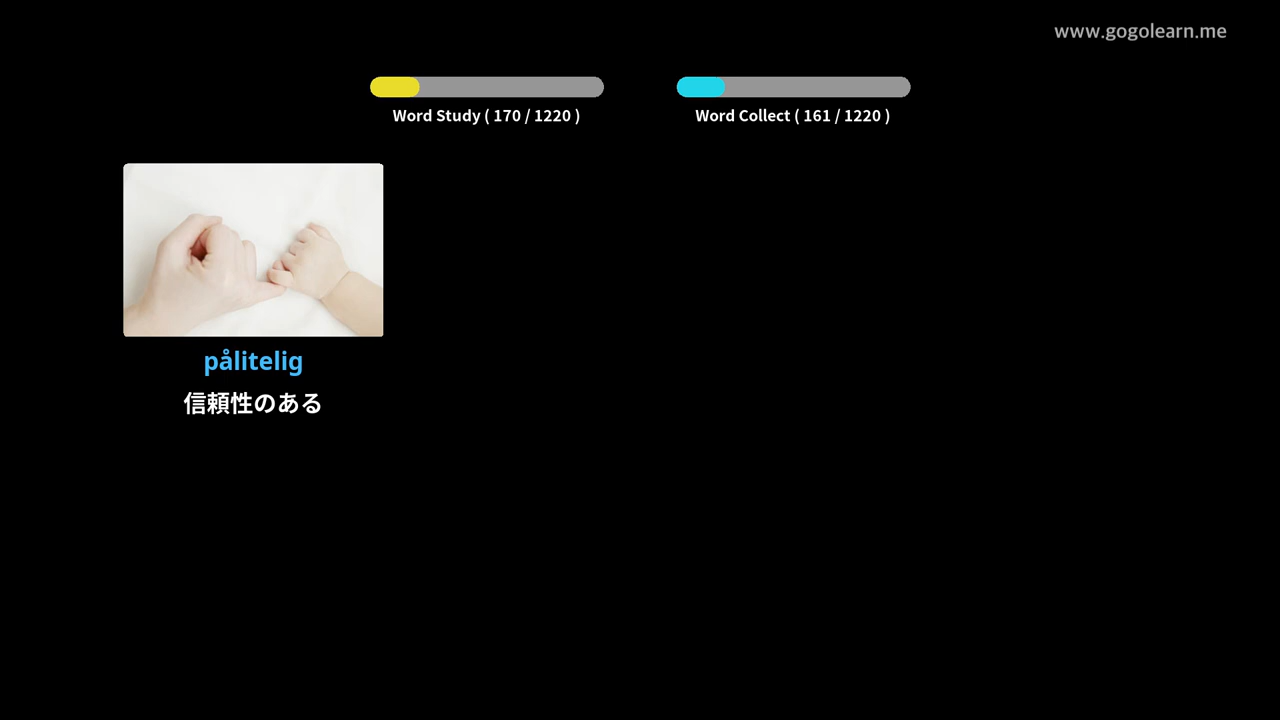 www.gogolearn.me
Word Study ( 170 / 1220 )
Word Collect ( 161 / 1220 )
pålitelig
信頼性のある